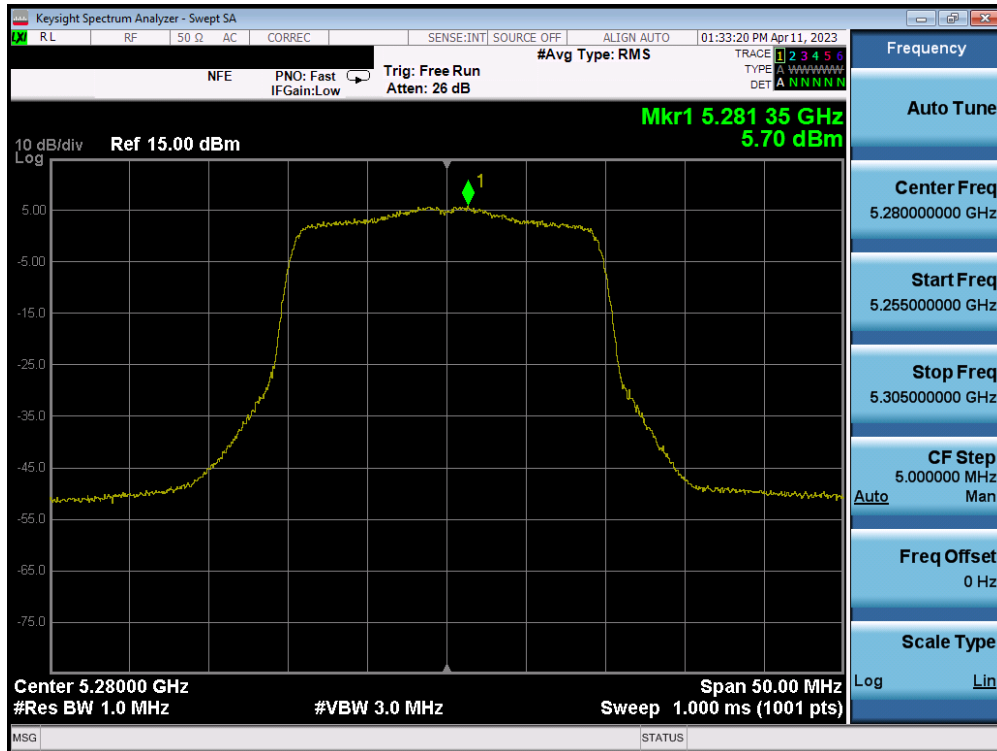 Keysight Spectrum Analyzer - Swept SA
LXI RL RF 50 Ω AC CORREC SENSE:INT SOURCE OFF ALIGN AUTO 01:33:20 PM Apr 11, 2023
NFE PNO: Fast Trig: Free Run #Avg Type: RMS TRACE 1 2 3 4 5 6
IFGain:Low Atten: 26 dB TYPE A WWWWW
DET A N N N N N
Mkr1 5.281 35 GHz
5.70 dBm
10 dB/div Ref 15.00 dBm
Log
1
5.00
-5.00
-15.0
-25.0
-35.0
-45.0
-55.0
-65.0
-75.0
Center 5.28000 GHz Span 50.00 MHz
#Res BW 1.0 MHz #VBW 3.0 MHz Sweep 1.000 ms (1001 pts)
MSG STATUS
Frequency
Auto Tune
Center Freq
5.280000000 GHz
Start Freq
5.255000000 GHz
Stop Freq
5.305000000 GHz
CF Step
5.000000 MHz
Auto Man
Freq Offset
0 Hz
Scale Type
Log Lin